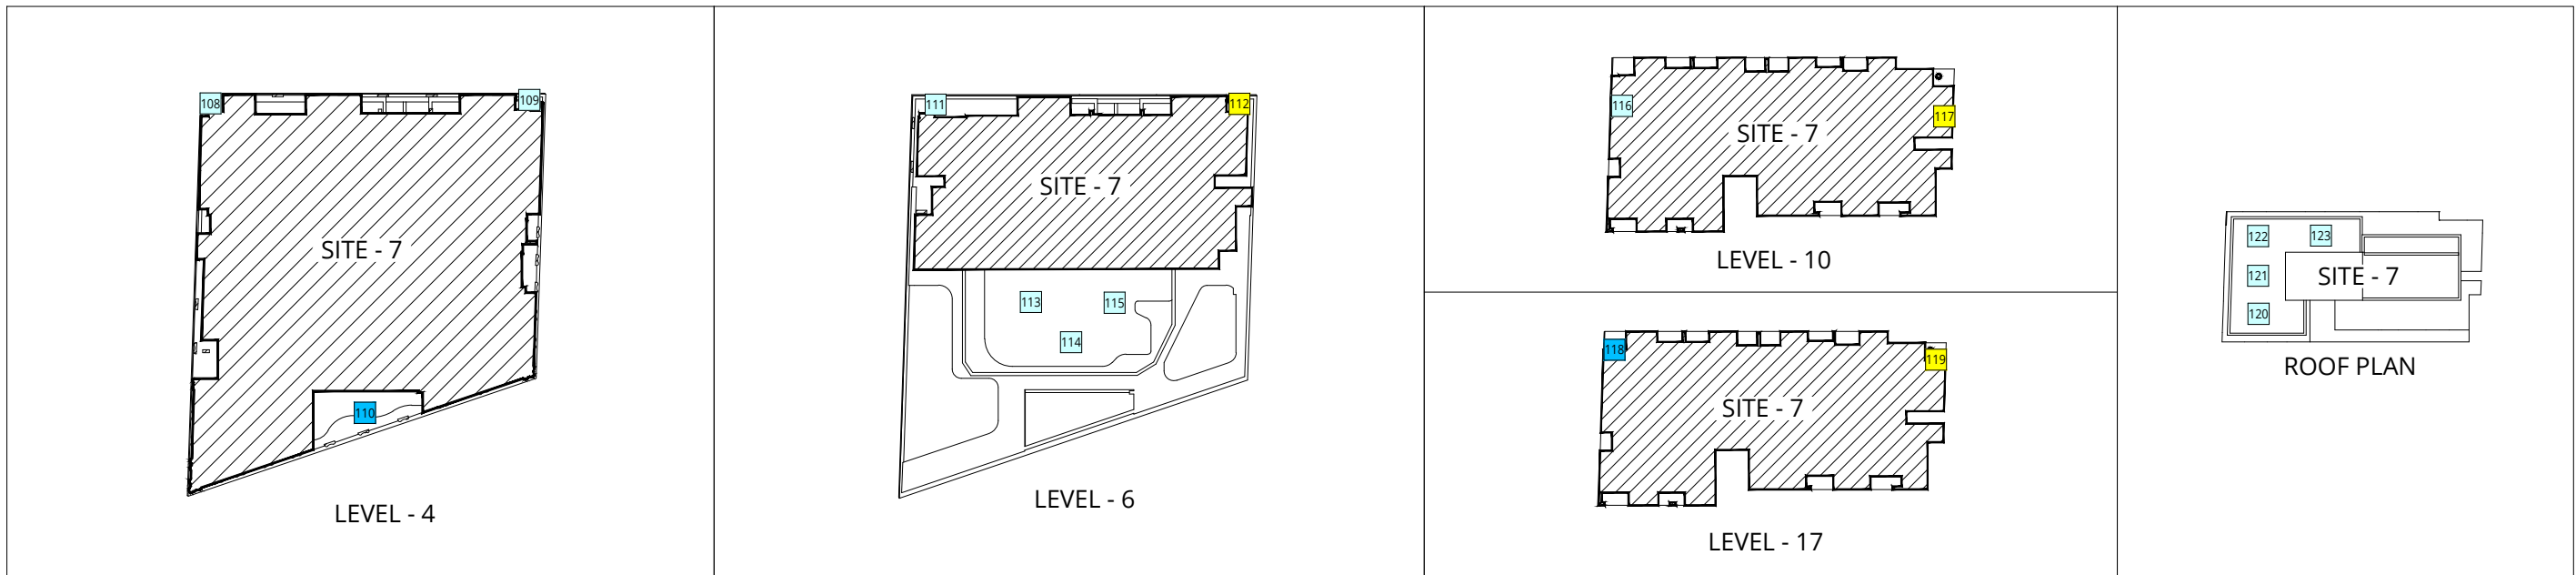 108
109
SITE - 7
110
LEVEL - 4
111
112
SITE - 7
113
115
114
LEVEL - 6
116
117
SITE - 7
LEVEL - 10
118
119
SITE - 7
LEVEL - 17
122
123
121
SITE - 7
120
ROOF PLAN